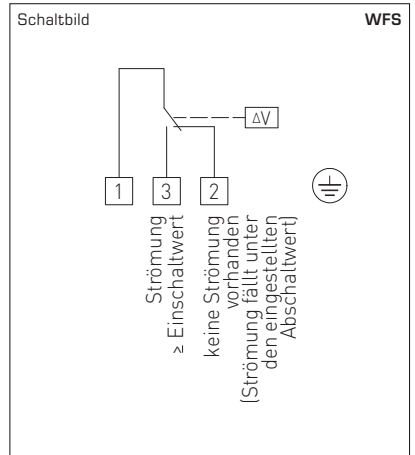 Schaltbild
WFS
ΔV
1
3
2
Strömung
≥ Einschaltwert
keine Strömung
vorhanden
(Strömung fällt unter
den eingestellten
Abschaltwert)